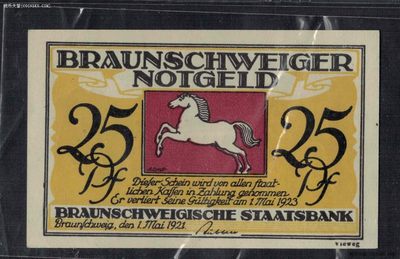 BRAUNSCHWEIGER
NOTGELD
25 Pf
25 Pf
Dieser Schein wird von allen staat-
lichen Kassen in Zahlung genommen
Er verliert seine Gültigkeit am 1 Mai 1923
BRAUNSCHWEIGISCHE STAATSBANK
Braunschweig, den 1. Mai 1921.
vieweg